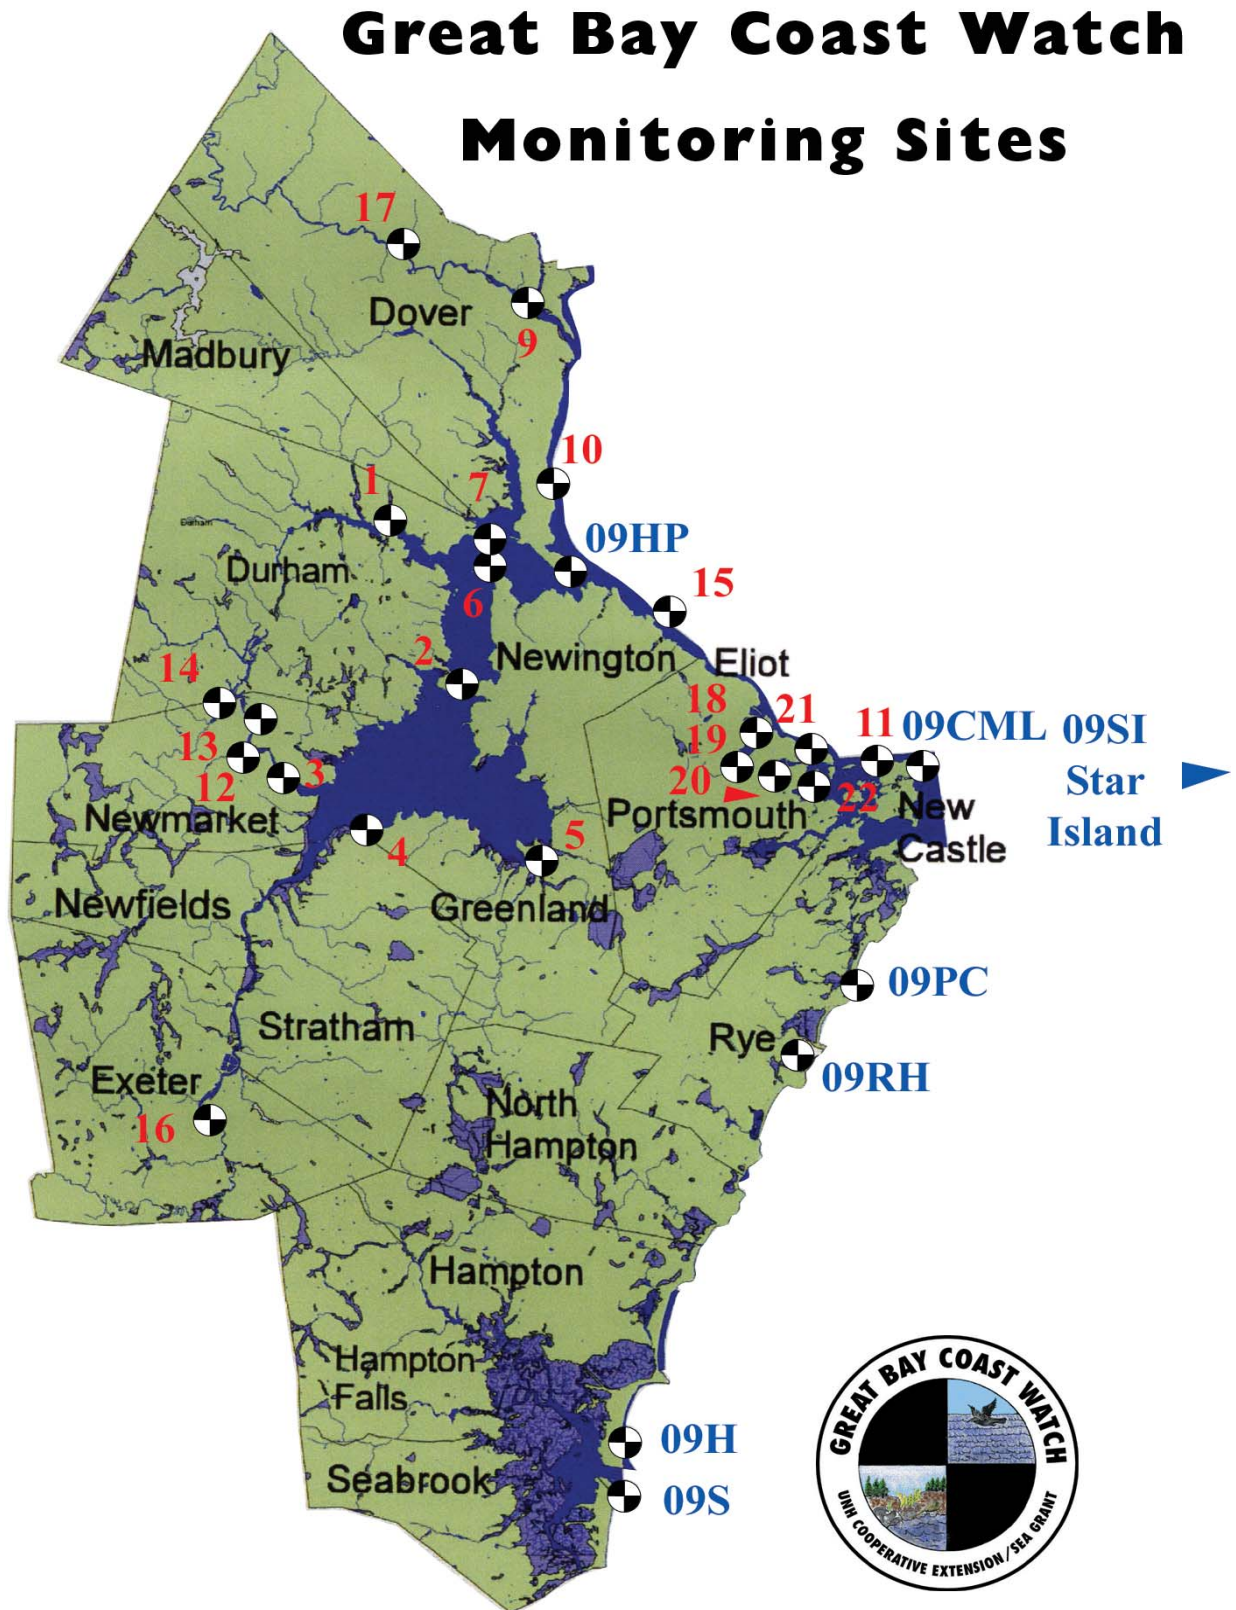 Great Bay Coast Watch
Monitoring Sites
17
Dover
9
Madbury
10
1
7
09HP
Durham
Durham
15
6
Newington
2
Eliot
14
18
21
11
09CML
09SI
Star
Island
19
13
12
3
20
22
Portsmouth
New
Castle
Newmarket
4
5
Newfields
Greenland
09PC
Stratham
Rye
09RH
Exeter
16
North
Hampton
Hampton
Hampton
Falls
09H
Seabrook
09S
GREAT BAY COAST WATCH
UNH COOPERATIVE EXTENSION/SEA GRANT